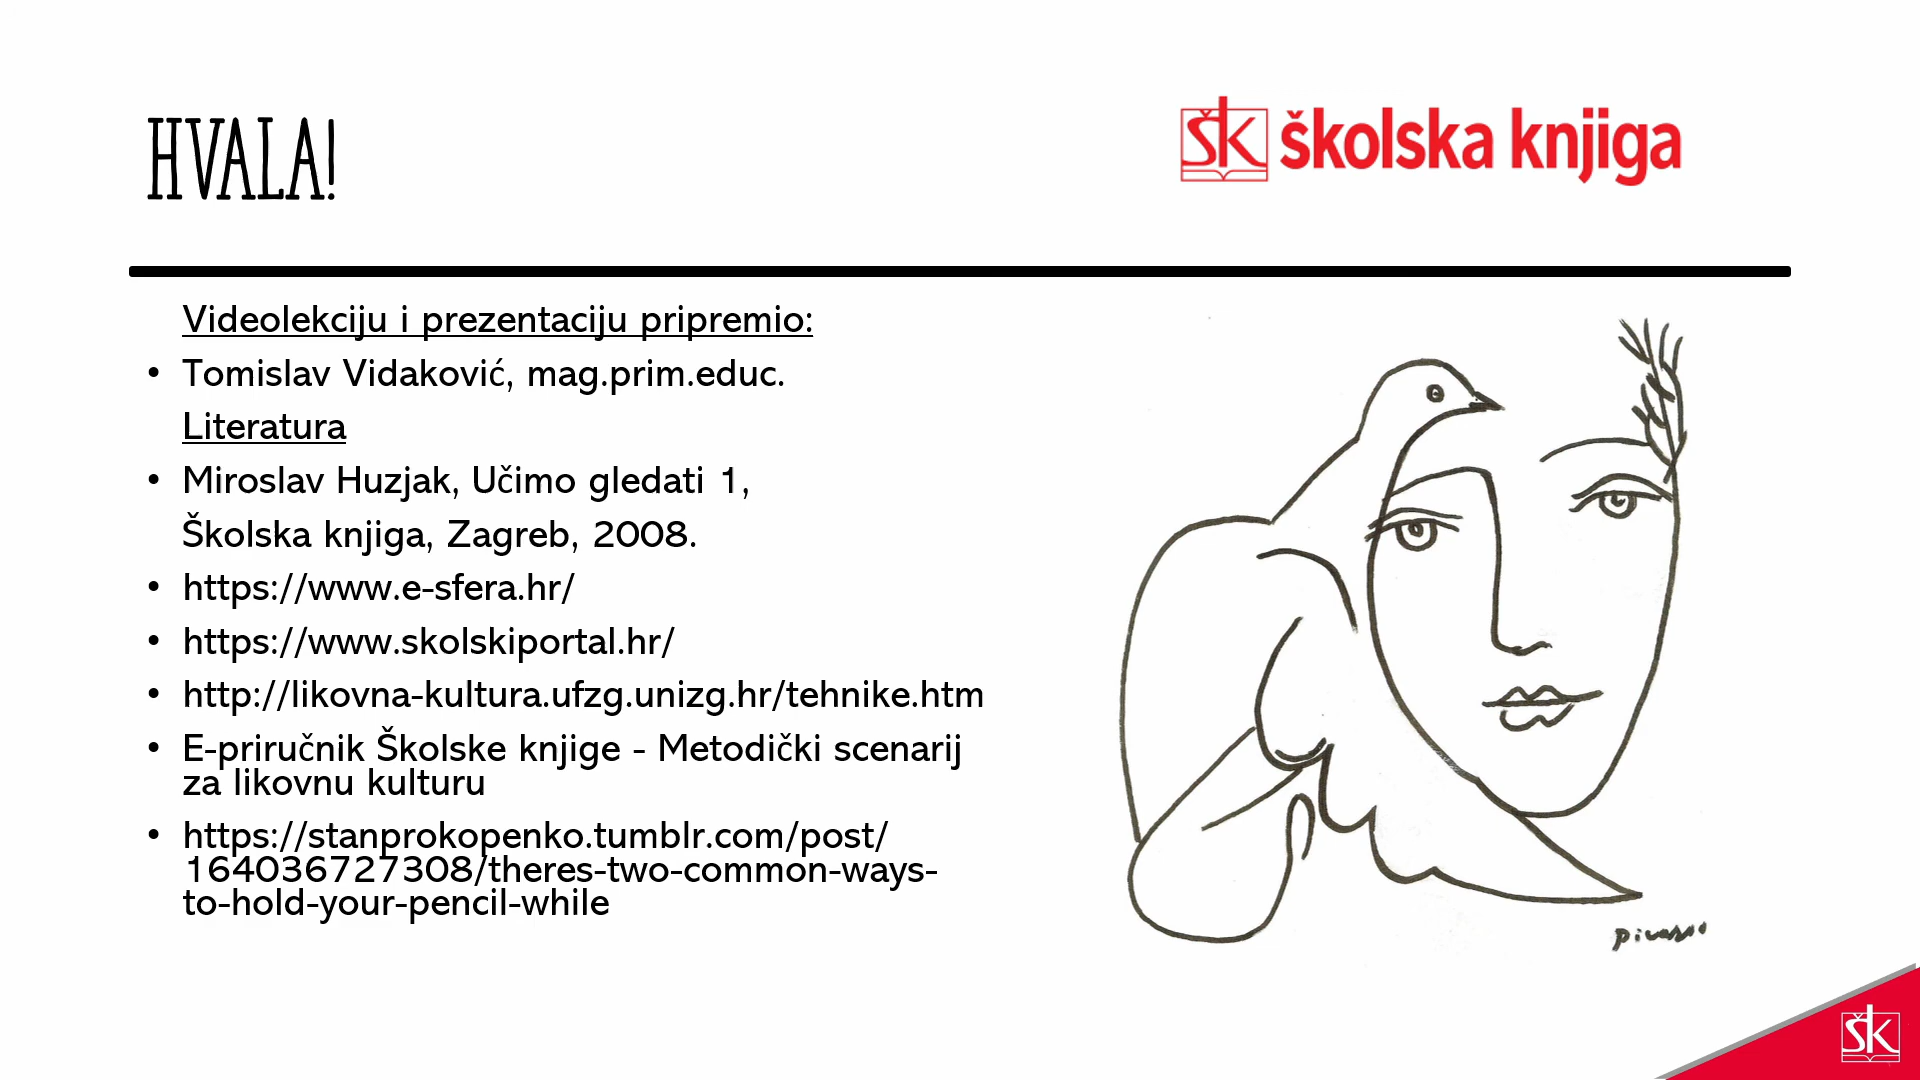 HVALA!
ŠK školska knjiga
Videolekciju i prezentaciju pripremio:
• Tomislav Vidaković, mag.prim.educ.
Literatura
• Miroslav Huzjak, Učimo gledati 1,
Školska knjiga, Zagreb, 2008.
• https://www.e-sfera.hr/
• https://www.skolskiportal.hr/
• http://likovna-kultura.ufzg.unizg.hr/tehnike.htm
• E-priručnik Školske knjige - Metodički scenarij
za likovnu kulturu
• https://stanprokopenko.tumblr.com/post/
164036727308/theres-two-common-ways-
to-hold-your-pencil-while
Picasso
ŠK